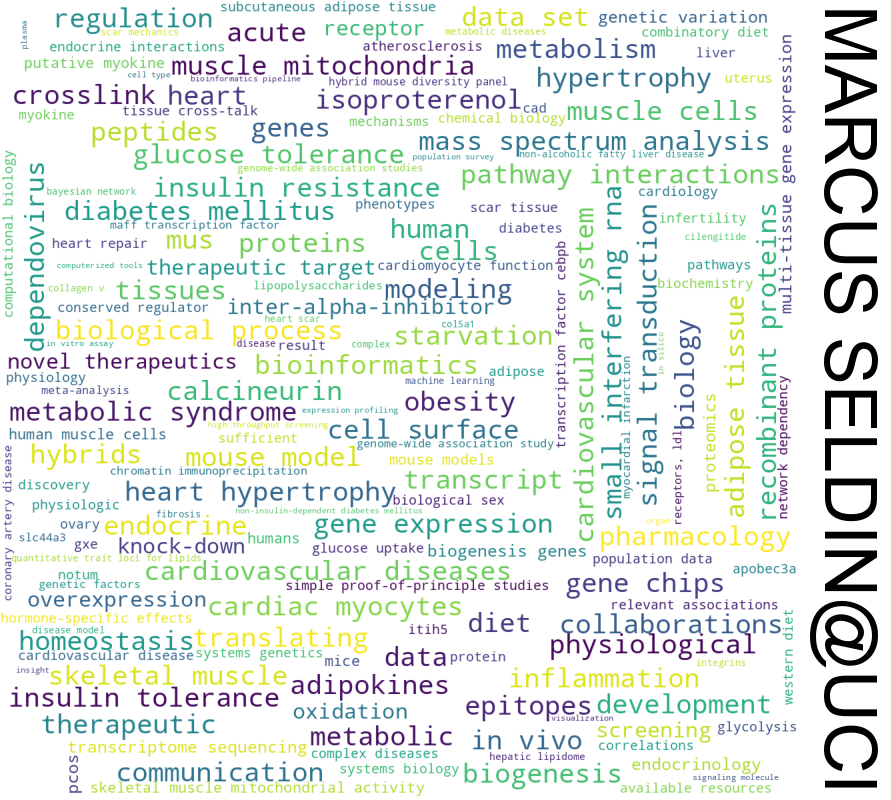 subcutaneous adipose tissue
regulation
scar mechanics
plasma
acute
receptor
data set
metabolic diseases
genetic variation
combinatory diet
endocrine interactions
atherosclerosis
metabolism
liver
putative myokine
muscle mitochondria
cell type
bioinformatics pipeline
hybrid mouse diversity panel
hypertrophy
uterus
crosslink
heart
isoproterenol
cad
muscle cells
tissue cross-talk
myokine
mechanisms
chemical biology
peptides
genes
mass spectrum analysis
glucose tolerance
population survey
non-alcoholic fatty liver disease
genome-wide association studies
pathway interactions
gene expression
computational biology
dependovirus
bayesian network
insulin resistance
cardiology
diabetes mellitus
phenotypes
scar tissue
infertility
maff transcription factor
human
diabetes
cilengitide
heart repair
mus
proteins
cells
computerized tools
therapeutic target
cardiomyocyte function
pathways
collagen v
tissues
lipopolysaccharides
modeling
biochemistry
multi-tissue
conserved regulator
inter-alpha-inhibitor
heart scar
col5a1
biological process
starvation
in vitro assay
disease
result
complex
novel therapeutics
bioinformatics
adipose
physiology
machine learning
meta-analysis
calcineurin
obesity
metabolic syndrome
expression profiling
high throughput screening
cell surface
human muscle cells
sufficient
genome-wide association study
hybrids
mouse model
mouse models
chromatin immunoprecipitation
transcript
discovery
heart hypertrophy
biological sex
transcription factor cebpb
cardiovascular system
small interfering rna
myocardial infarction
signal transduction
in silico
receptors, ldl
biology
proteomics
adipose tissue
recombinant proteins
network dependency
coronary artery disease
physiologic
fibrosis
non-insulin-dependent diabetes mellitus
organ
ovary
endocrine
gene expression
slc44a3
gxe
knock-down
humans
glucose uptake
biogenesis genes
pharmacology
quantitative trait loci for lipids
population data
notum
cardiovascular diseases
apobec3a
genetic factors
simple proof-of-principle studies
gene chips
overexpression
cardiac myocytes
relevant associations
hormone-specific effects
disease model
itih5
diet
collaborations
homeostasis
translating
physiological
western diet
cardiovascular disease
systems genetics
mice
data
protein
integrins
insight
skeletal muscle
adipokines
inflammation
insulin tolerance
oxidation
epitopes
development
visualization
therapeutic
metabolic
in vivo
screening
glycolysis
transcriptome sequencing
complex diseases
hepatic lipidome
correlations
pcos
communication
systems biology
biogenesis
endocrinology
signaling molecule
skeletal muscle mitochondrial activity
available resources
MARCUS SELDIN@UCI